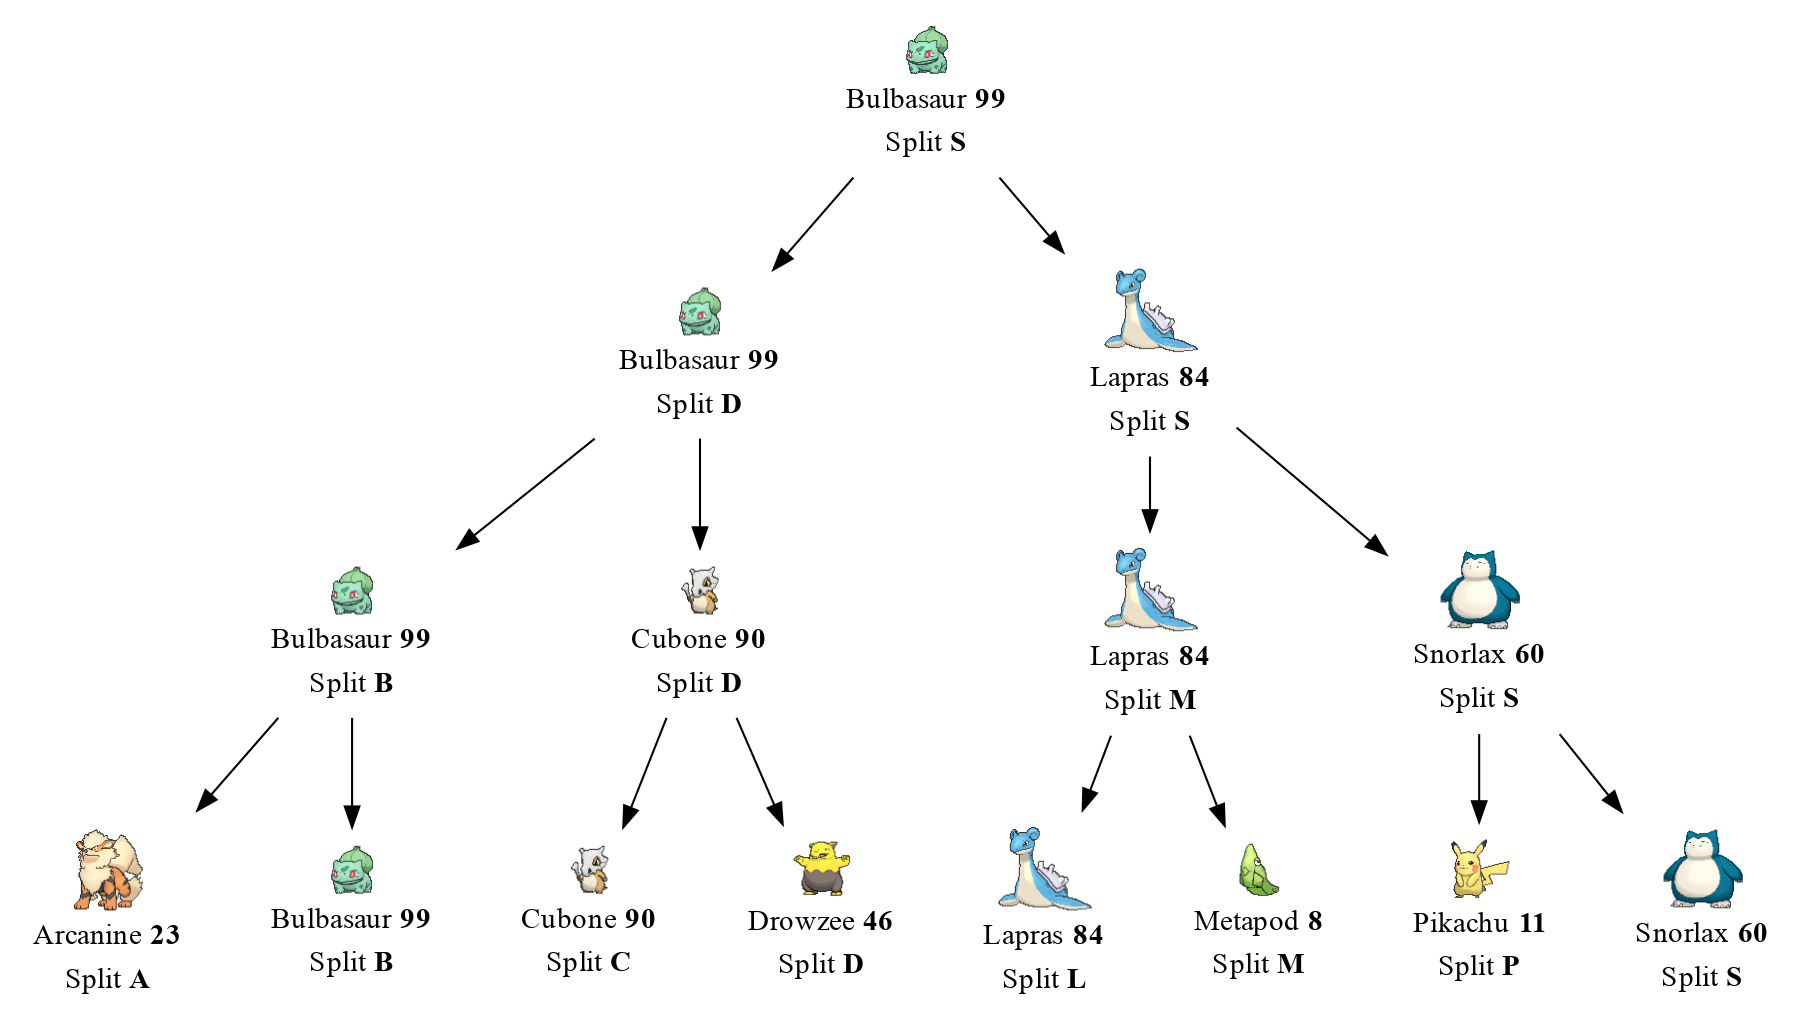 Bulbasaur 99
Split S
Bulbasaur 99
Split D
Lapras 84
Split S
Bulbasaur 99
Split B
Cubone 90
Split D
Lapras 84
Split M
Snorlax 60
Split S
Arcanine 23
Split A
Bulbasaur 99
Split B
Cubone 90
Split C
Drowzee 46
Split D
Lapras 84
Split L
Metapod 8
Split M
Pikachu 11
Split P
Snorlax 60
Split S